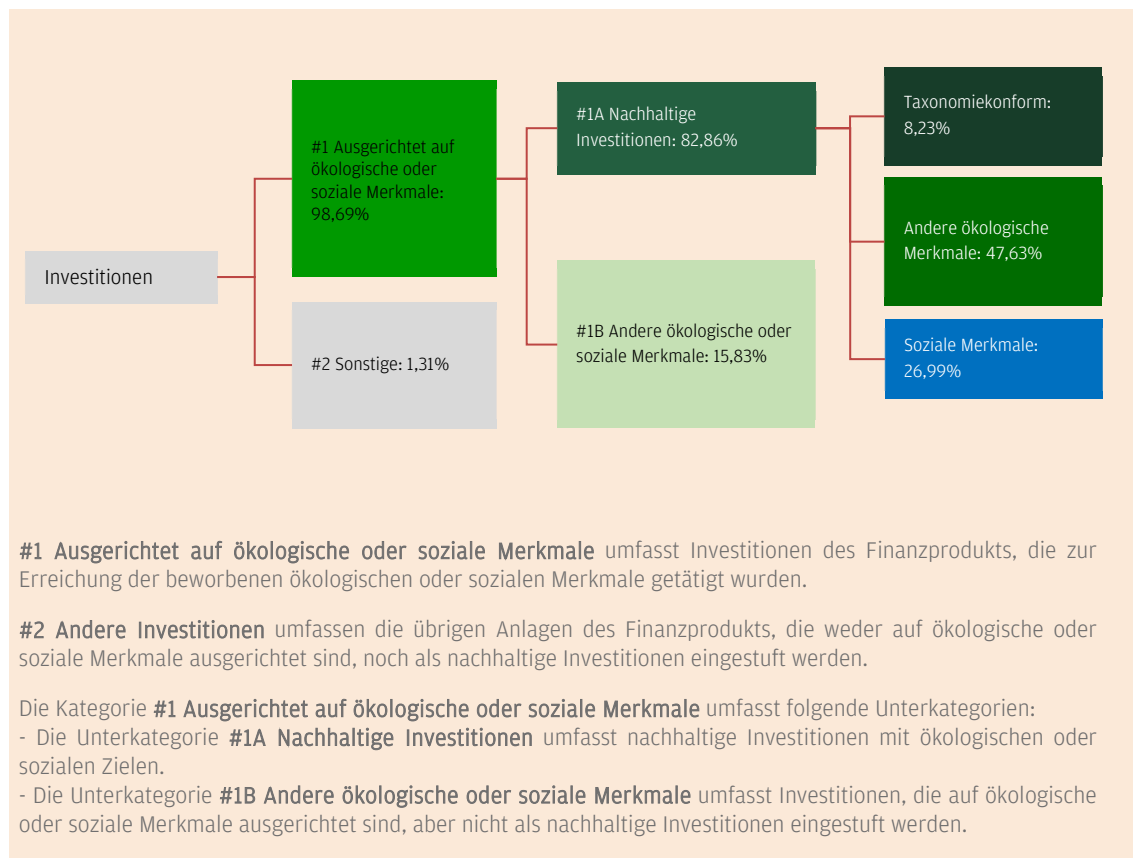 Investitionen
#1 Ausgerichtet auf
ökologische oder
soziale Merkmale:
98,69%
#2 Sonstige: 1,31%
#1A Nachhaltige
Investitionen: 82,86%
#1B Andere ökologische oder
soziale Merkmale: 15,83%
Taxonomiekonform:
8,23%
Andere ökologische
Merkmale: 47,63%
Soziale Merkmale:
26,99%
#1 Ausgerichtet auf ökologische oder soziale Merkmale umfasst Investitionen des Finanzprodukts, die zur
Erreichung der beworbenen ökologischen oder sozialen Merkmale getätigt wurden.
#2 Andere Investitionen umfassen die übrigen Anlagen des Finanzprodukts, die weder auf ökologische oder
soziale Merkmale ausgerichtet sind, noch als nachhaltige Investitionen eingestuft werden.
Die Kategorie #1 Ausgerichtet auf ökologische oder soziale Merkmale umfasst folgende Unterkategorien:
- Die Unterkategorie #1A Nachhaltige Investitionen umfasst nachhaltige Investitionen mit ökologischen oder
sozialen Zielen.
- Die Unterkategorie #1B Andere ökologische oder soziale Merkmale umfasst Investitionen, die auf ökologische
oder soziale Merkmale ausgerichtet sind, aber nicht als nachhaltige Investitionen eingestuft werden.